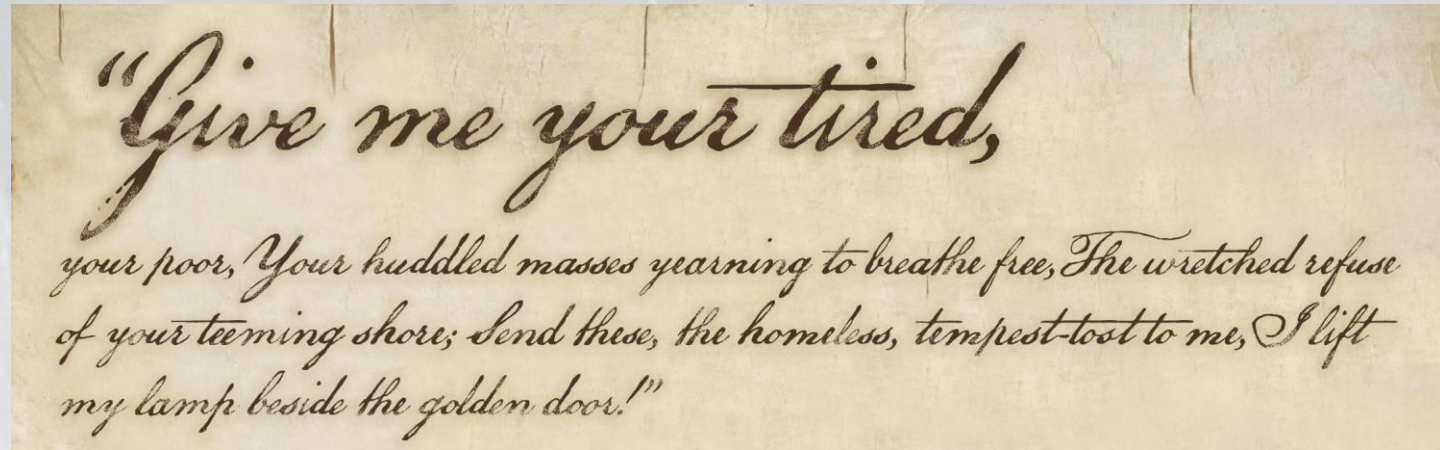 “Give me your tired,
your poor, Your huddled masses yearning to breathe free, The wretched refuse
of your teeming shore; Send these, the homeless, tempest-tost to me, I lift
my lamp beside the golden door!”